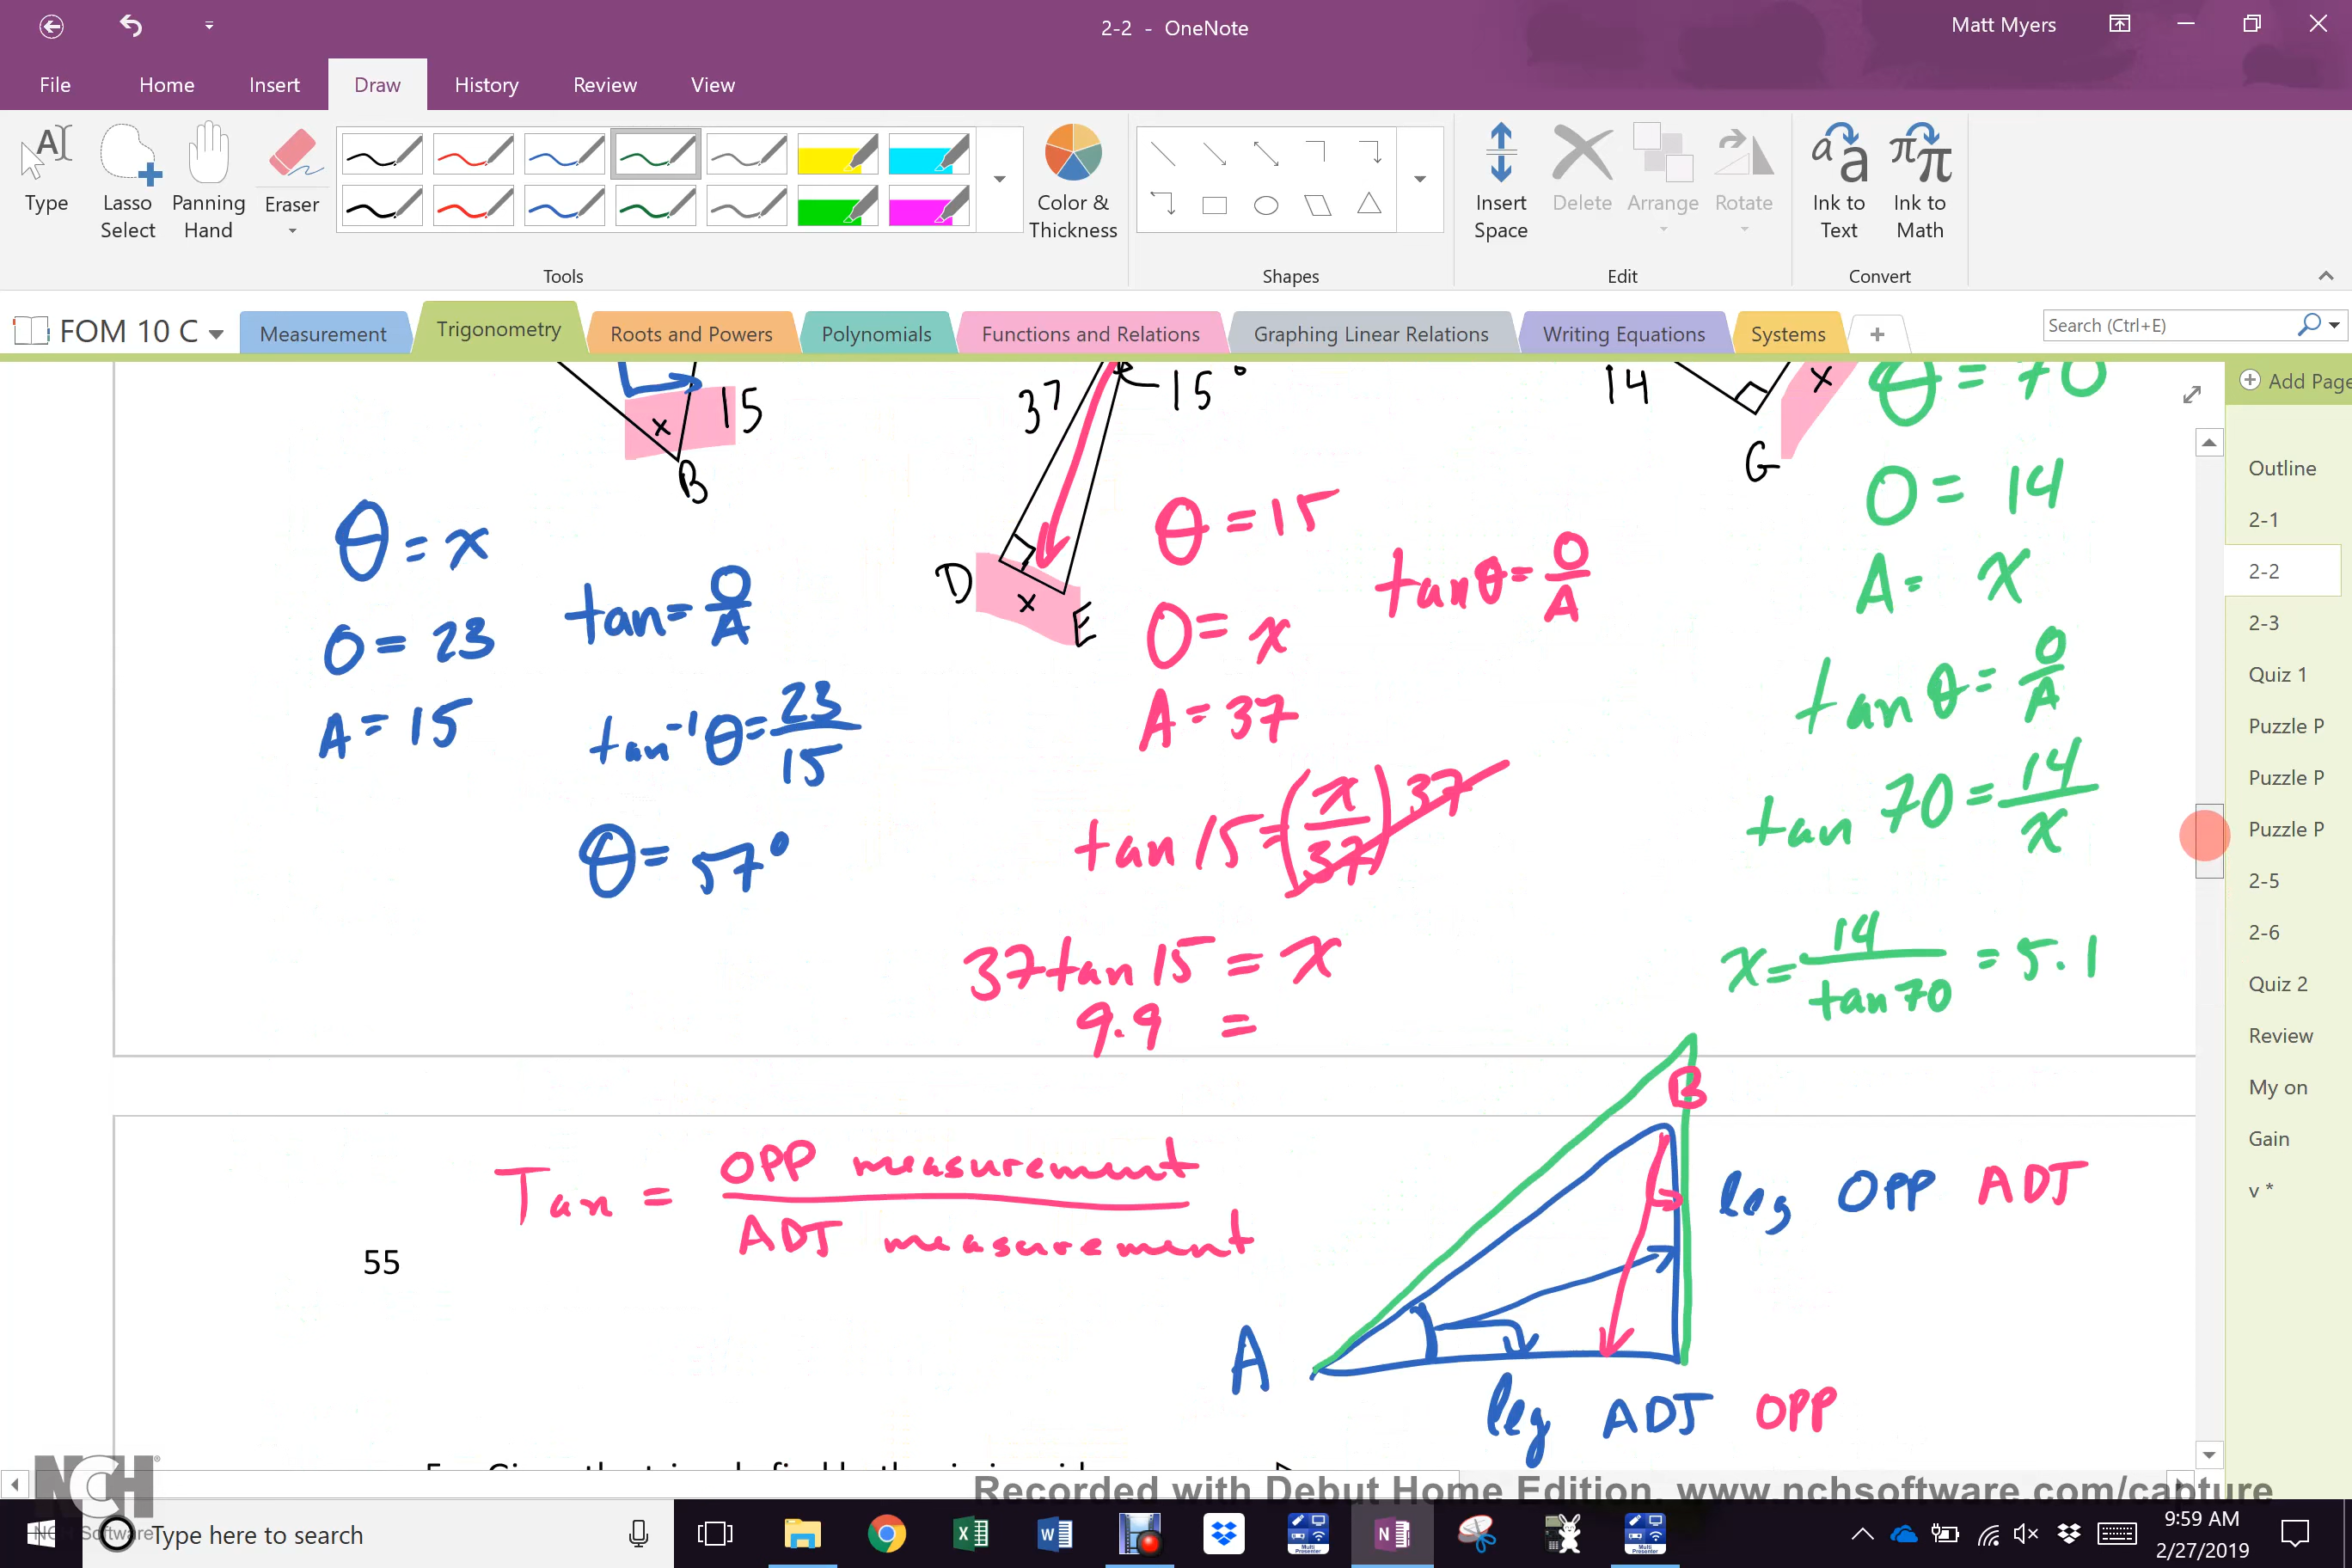 2-2 - OneNote
Matt Myers
File Home Insert Draw History Review View
Type
Lasso Select
Panning Hand
Eraser
Color & Thickness
Insert Space
Delete
Arrange
Rotate
Ink to Text
Ink to Math
Tools
Shapes
Edit
Convert
FOM 10 C
Measurement
Trigonometry
Roots and Powers
Polynomials
Functions and Relations
Graphing Linear Relations
Writing Equations
Systems
+
Search (Ctrl+E)
Add Page
Outline
2-1
2-2
2-3
Quiz 1
Puzzle P
Puzzle P
Puzzle P
2-5
2-6
Quiz 2
Review
My on
Gain
v *
x 15
B
θ = x
O = 23
A = 15
tan = O/A
tan⁻¹ θ = 23/15
θ = 57°
37
15°
D
x
E
θ = 15
O = x
A = 37
tan θ = O/A
tan 15 = (x/37) 37
37 tan 15 = x
9.9 =
14
x
G
θ = 70
O = 14
A = x
tan θ = O/A
tan 70 = 14/x
x = 14/tan 70 = 5.1
Tan = OPP measurement / ADJ measurement
55
B
leg OPP ADJ
A
leg ADJ OPP
NCH
NCH Software
Recorded with Debut Home Edition. www.nchsoftware.com/capture
Type here to search
9:59 AM
2/27/2019